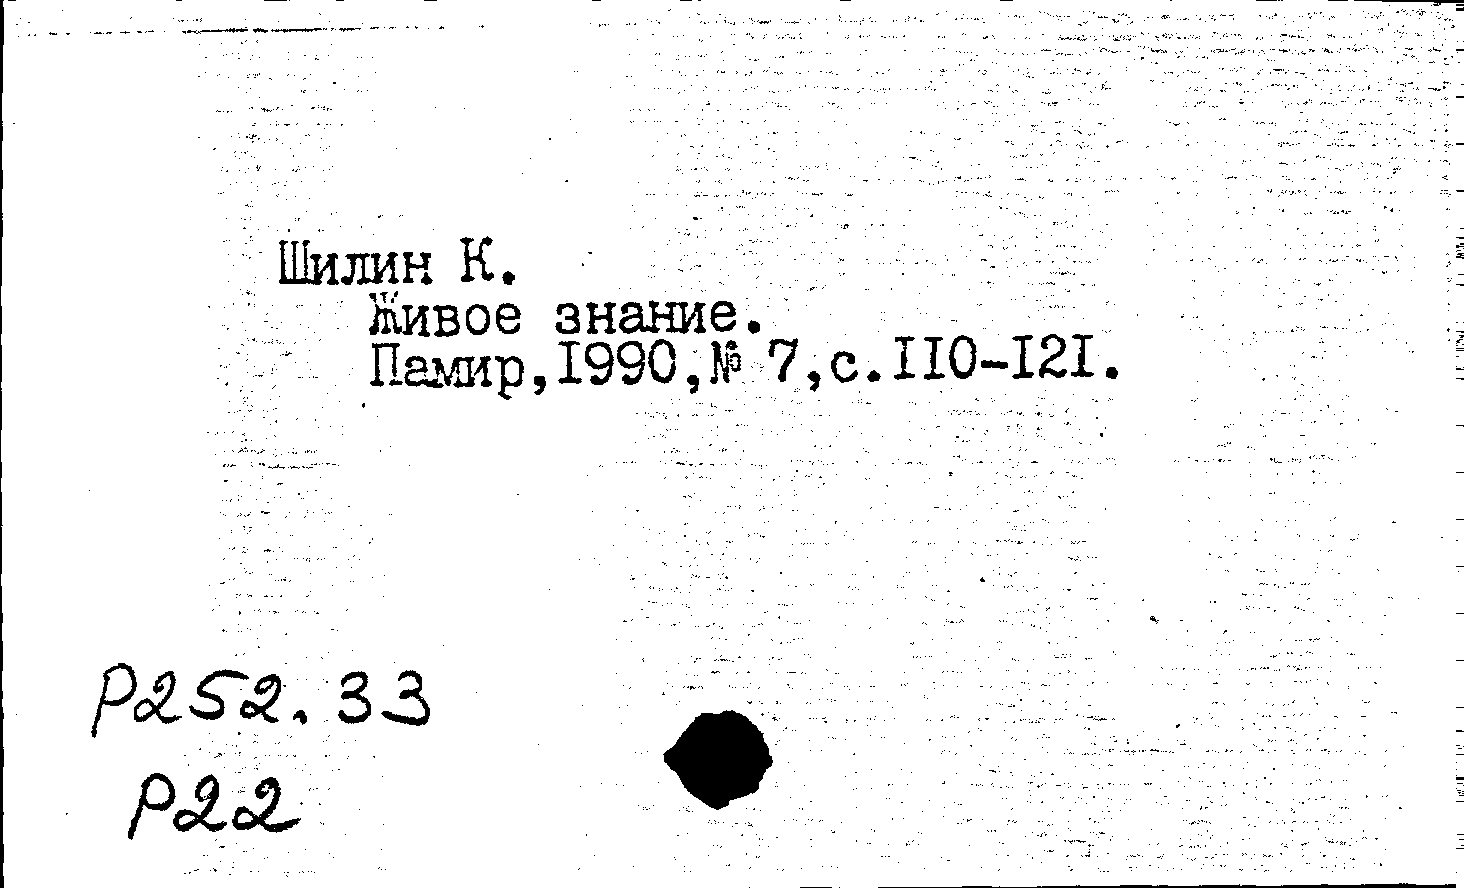 Шилин К.
Живое знание.
Памир,1990,№ 7,с.110-121.
Р252.33
Р22